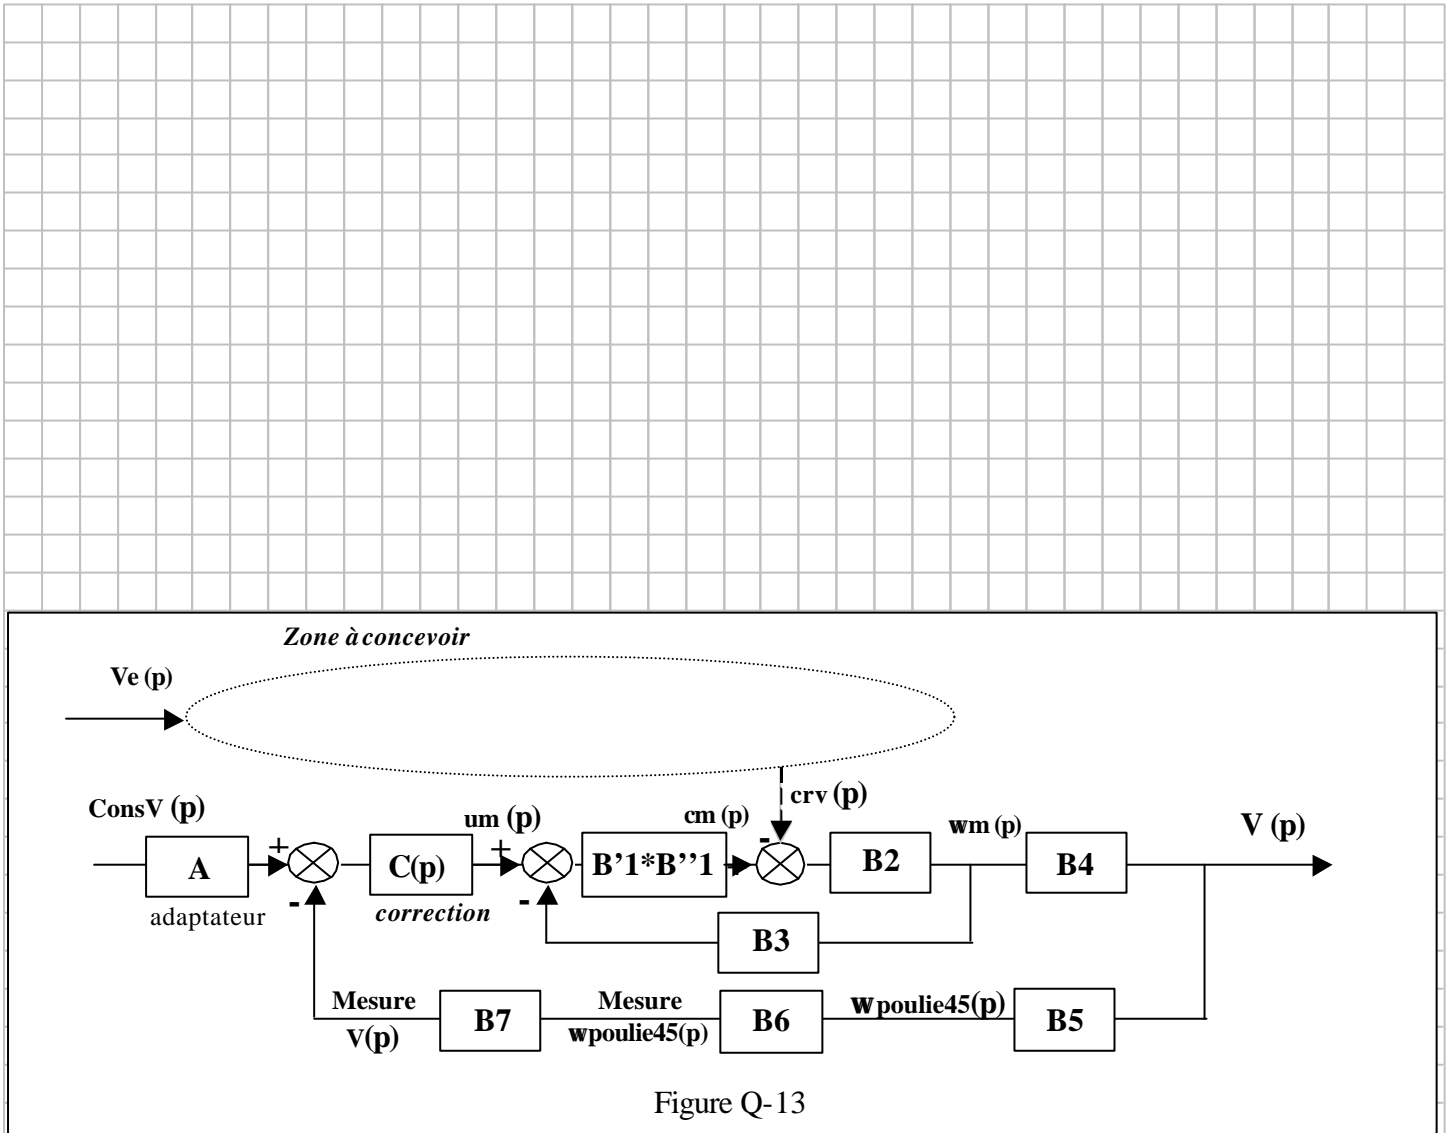 Zone à concevoir
Ve (p)
ConsV (p)
um (p)
cm (p)
crv (p)
wm (p)
V (p)
+
+
-
A
C(p)
B'1*B''1
B2
B4
-
-
adaptateur
correction
B3
Mesure
V(p)
B7
Mesure
wpoulie45(p)
B6
wpoulie45(p)
B5
Figure Q-13